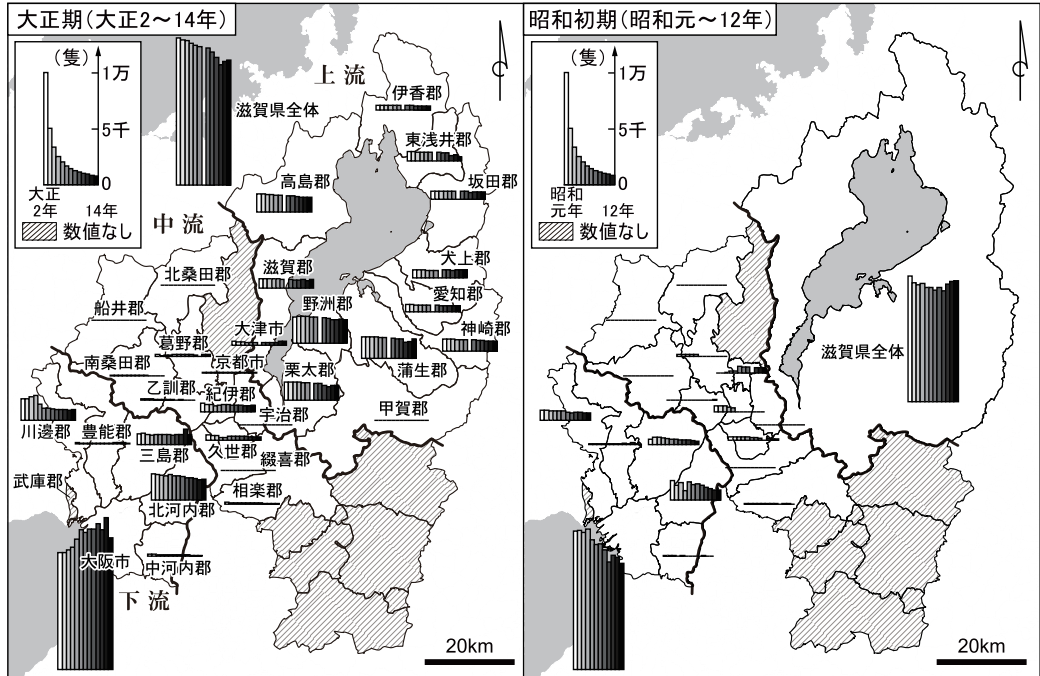 大正期(大正2~14年)
(隻)
1万
5千
0
大正
2年
14年
数値なし
上流
中流
下流
滋賀県全体
伊香郡
東浅井郡
坂田郡
高島郡
犬上郡
愛知郡
神崎郡
滋賀郡
野洲郡
蒲生郡
大津市
栗太郡
甲賀郡
北桑田郡
船井郡
葛野郡
南桑田郡
京都市
乙訓郡
紀伊郡
宇治郡
久世郡
綴喜郡
相楽郡
川邊郡
豊能郡
三島郡
武庫郡
北河内郡
大阪市
中河内郡
20km
昭和初期(昭和元~12年)
(隻)
1万
5千
0
昭和
元年
12年
数値なし
滋賀県全体
20km